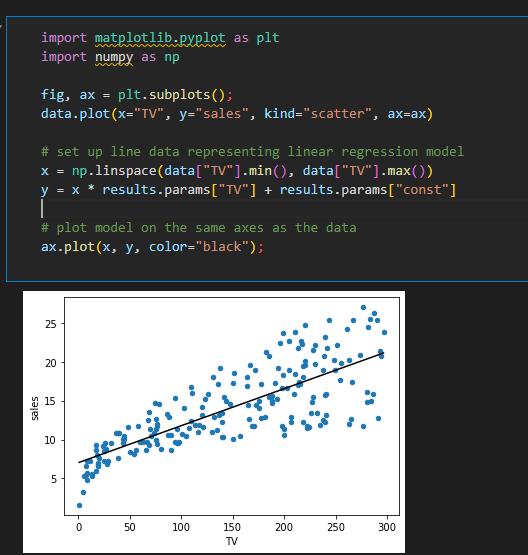 import matplotlib.pyplot as plt
import numpy as np
fig, ax = plt.subplots();
data.plot(x="TV", y="sales", kind="scatter", ax=ax)
# set up line data representing linear regression model
x = np.linspace(data["TV"].min(), data["TV"].max())
y = x * results.params["TV"] + results.params["const"]
# plot model on the same axes as the data
ax.plot(x, y, color="black");
25
20
15
10
5
sales
0 50 100 150 200 250 300
TV